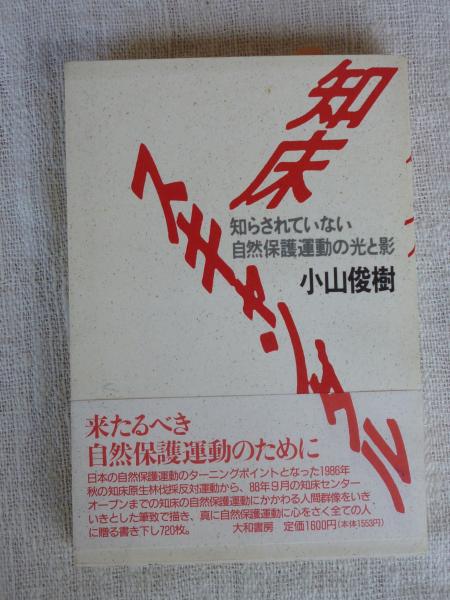 知床
スキャンダル
知らされていない
自然保護運動の光と影
小山俊樹
来たるべき
自然保護運動のために
日本の自然保護運動のターニングポイントとなった1986年
秋の知床原生林伐採反対運動から、88年9月の知床センター
オープンまでの知床の自然保護運動にかかわる人間群像をいき
いきとした筆致で描き、真に自然保護運動に心をさく全ての人
に贈る書き下し720枚。 大和書房 定価1600円(本体1553円)